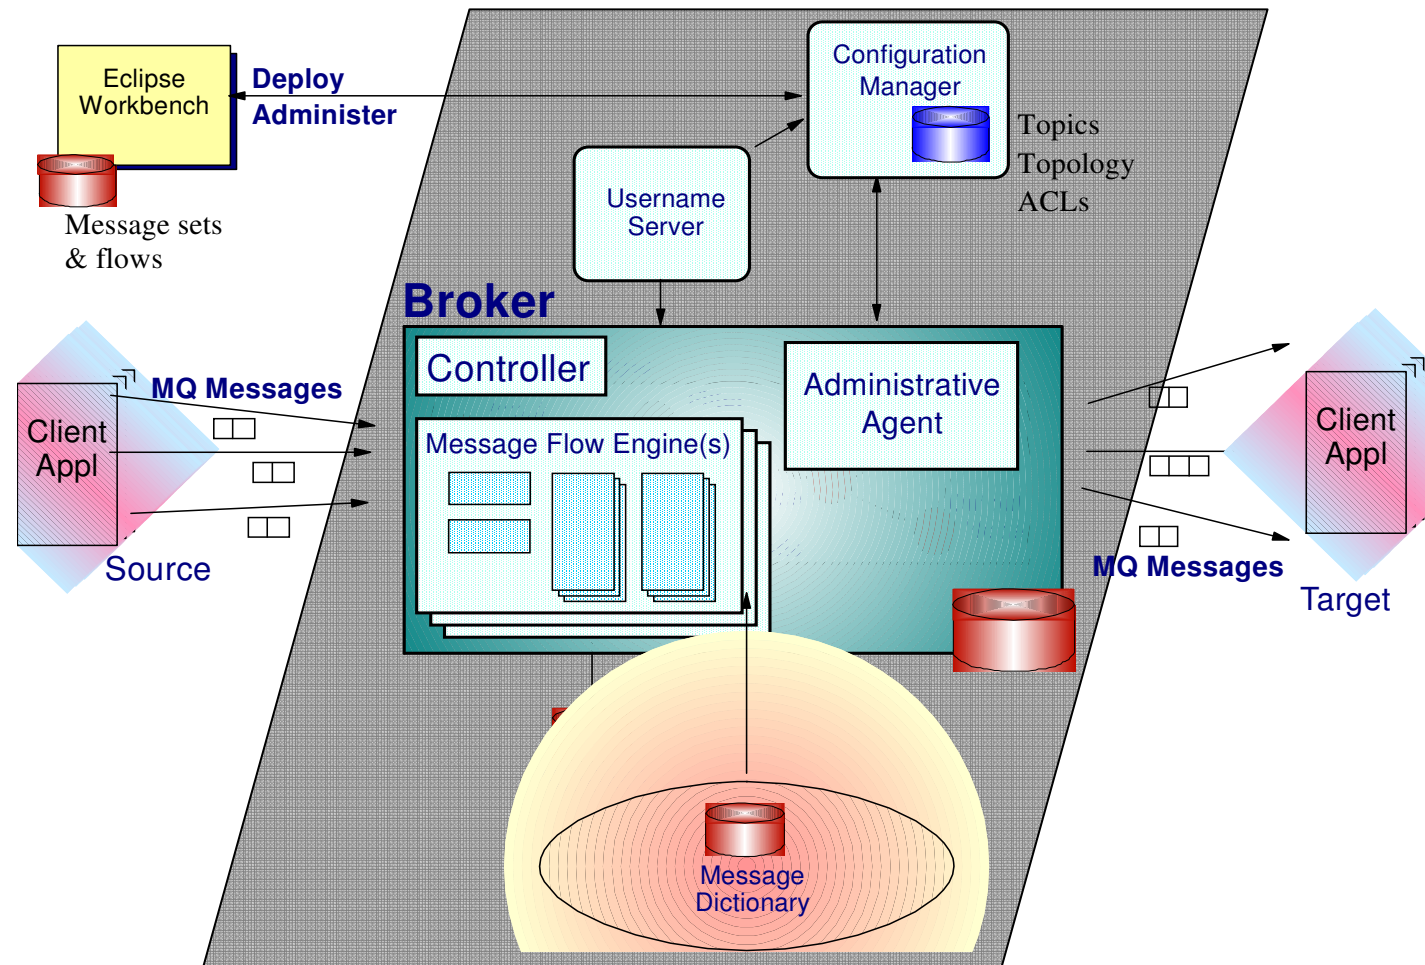 Eclipse
Workbench
Deploy
Administer
Configuration
Manager
Topics
Topology
ACLs
Message sets
& flows
Username
Server
Broker
Controller
Administrative
Agent
Message Flow Engine(s)
MQ Messages
Client
Appl
Source
Client
Appl
MQ Messages
Target
Message
Dictionary